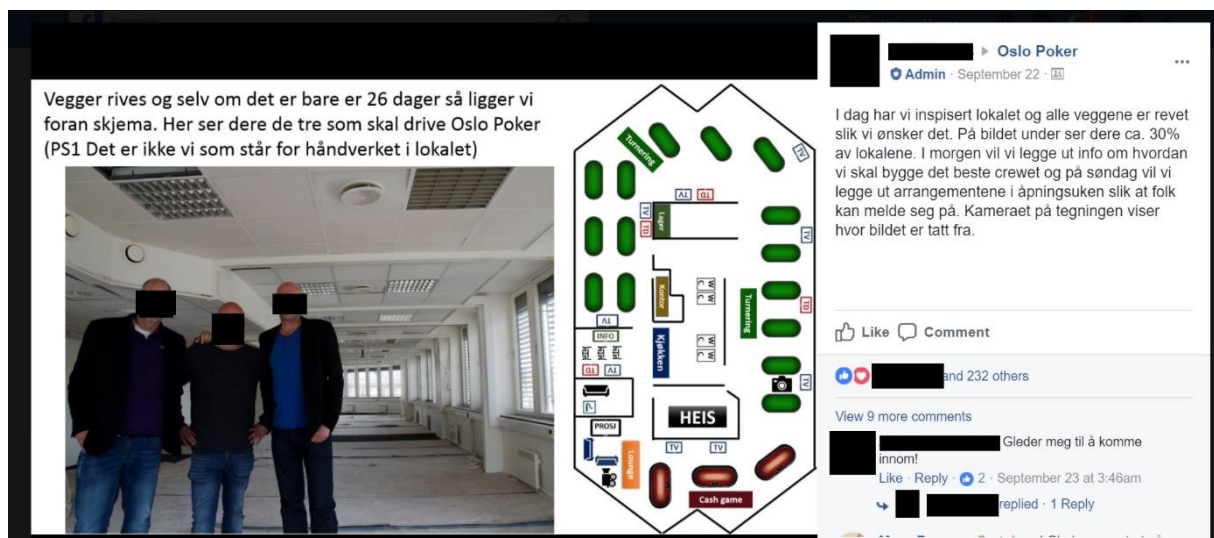 Vegger rives og selv om det er bare er 26 dager så ligger vi
foran skjema. Her ser dere de tre som skal drive Oslo Poker
(PS1 Det er ikke vi som står for håndverket i lokalet)
Turnering
TV
TV
TD
TV
TD
Lager
TV
Kontor
W C
W C
TD
Turnering
TV
INFO
Kjøkken
W C
W C
TD
TV
TV
PROSJ
HEIS
Lounge
TV
TV
Cash game
Oslo Poker
Admin · September 22 ·
I dag har vi inspisert lokalet og alle veggene er revet
slik vi ønsker det. På bildet under ser dere ca. 30%
av lokalene. I morgen vil vi legge ut info om hvordan
vi skal bygge det beste crewet og på søndag vil vi
legge ut arrangementene i åpningsuken slik at folk
kan melde seg på. Kameraet på tegningen viser
hvor bildet er tatt fra.
Like Comment
and 232 others
View 9 more comments
Gleder meg til å komme
innom!
Like · Reply · 2 · September 23 at 3:46am
replied · 1 Reply